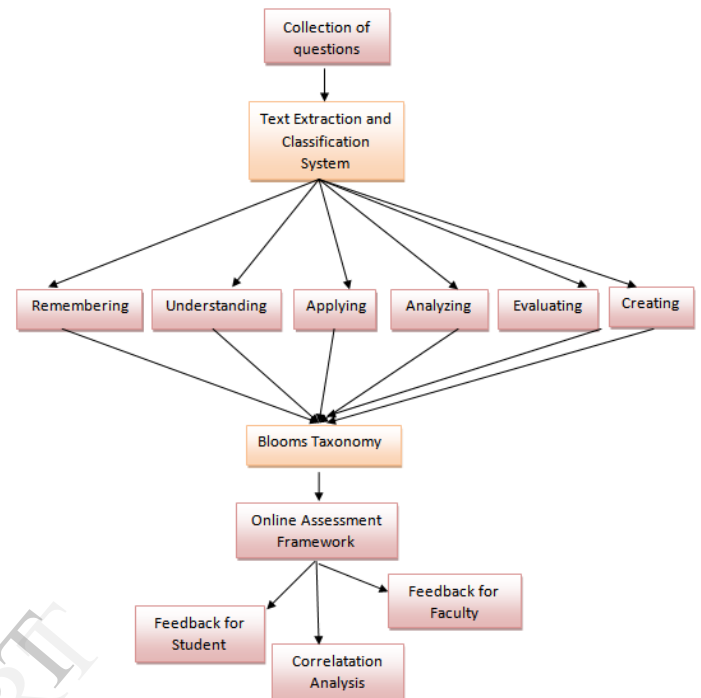 Collection of
questions
Text Extraction and
Classification
System
Remembering
Understanding
Applying
Analyzing
Evaluating
Creating
Blooms Taxonomy
Online Assessment
Framework
Feedback for
Student
Correlatation
Analysis
Feedback for
Faculty